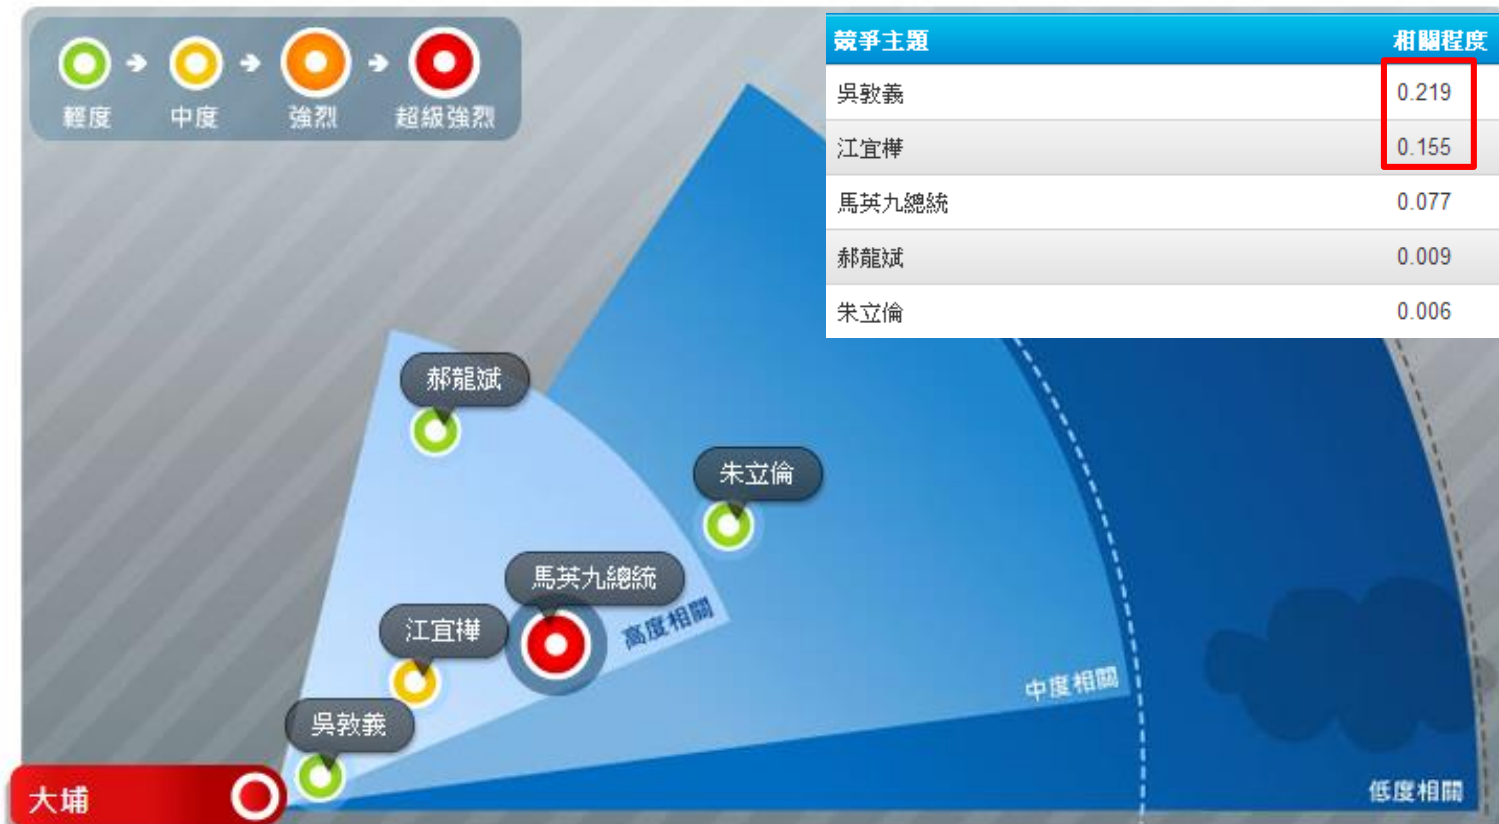 輕度 中度 強烈 超級強烈
競爭主題 相關程度
吳敦義 0.219
江宜樺 0.155
馬英九總統 0.077
郝龍斌 0.009
朱立倫 0.006
郝龍斌
朱立倫
馬英九總統
江宜樺
高度相關
中度相關
吳敦義
大埔
低度相關